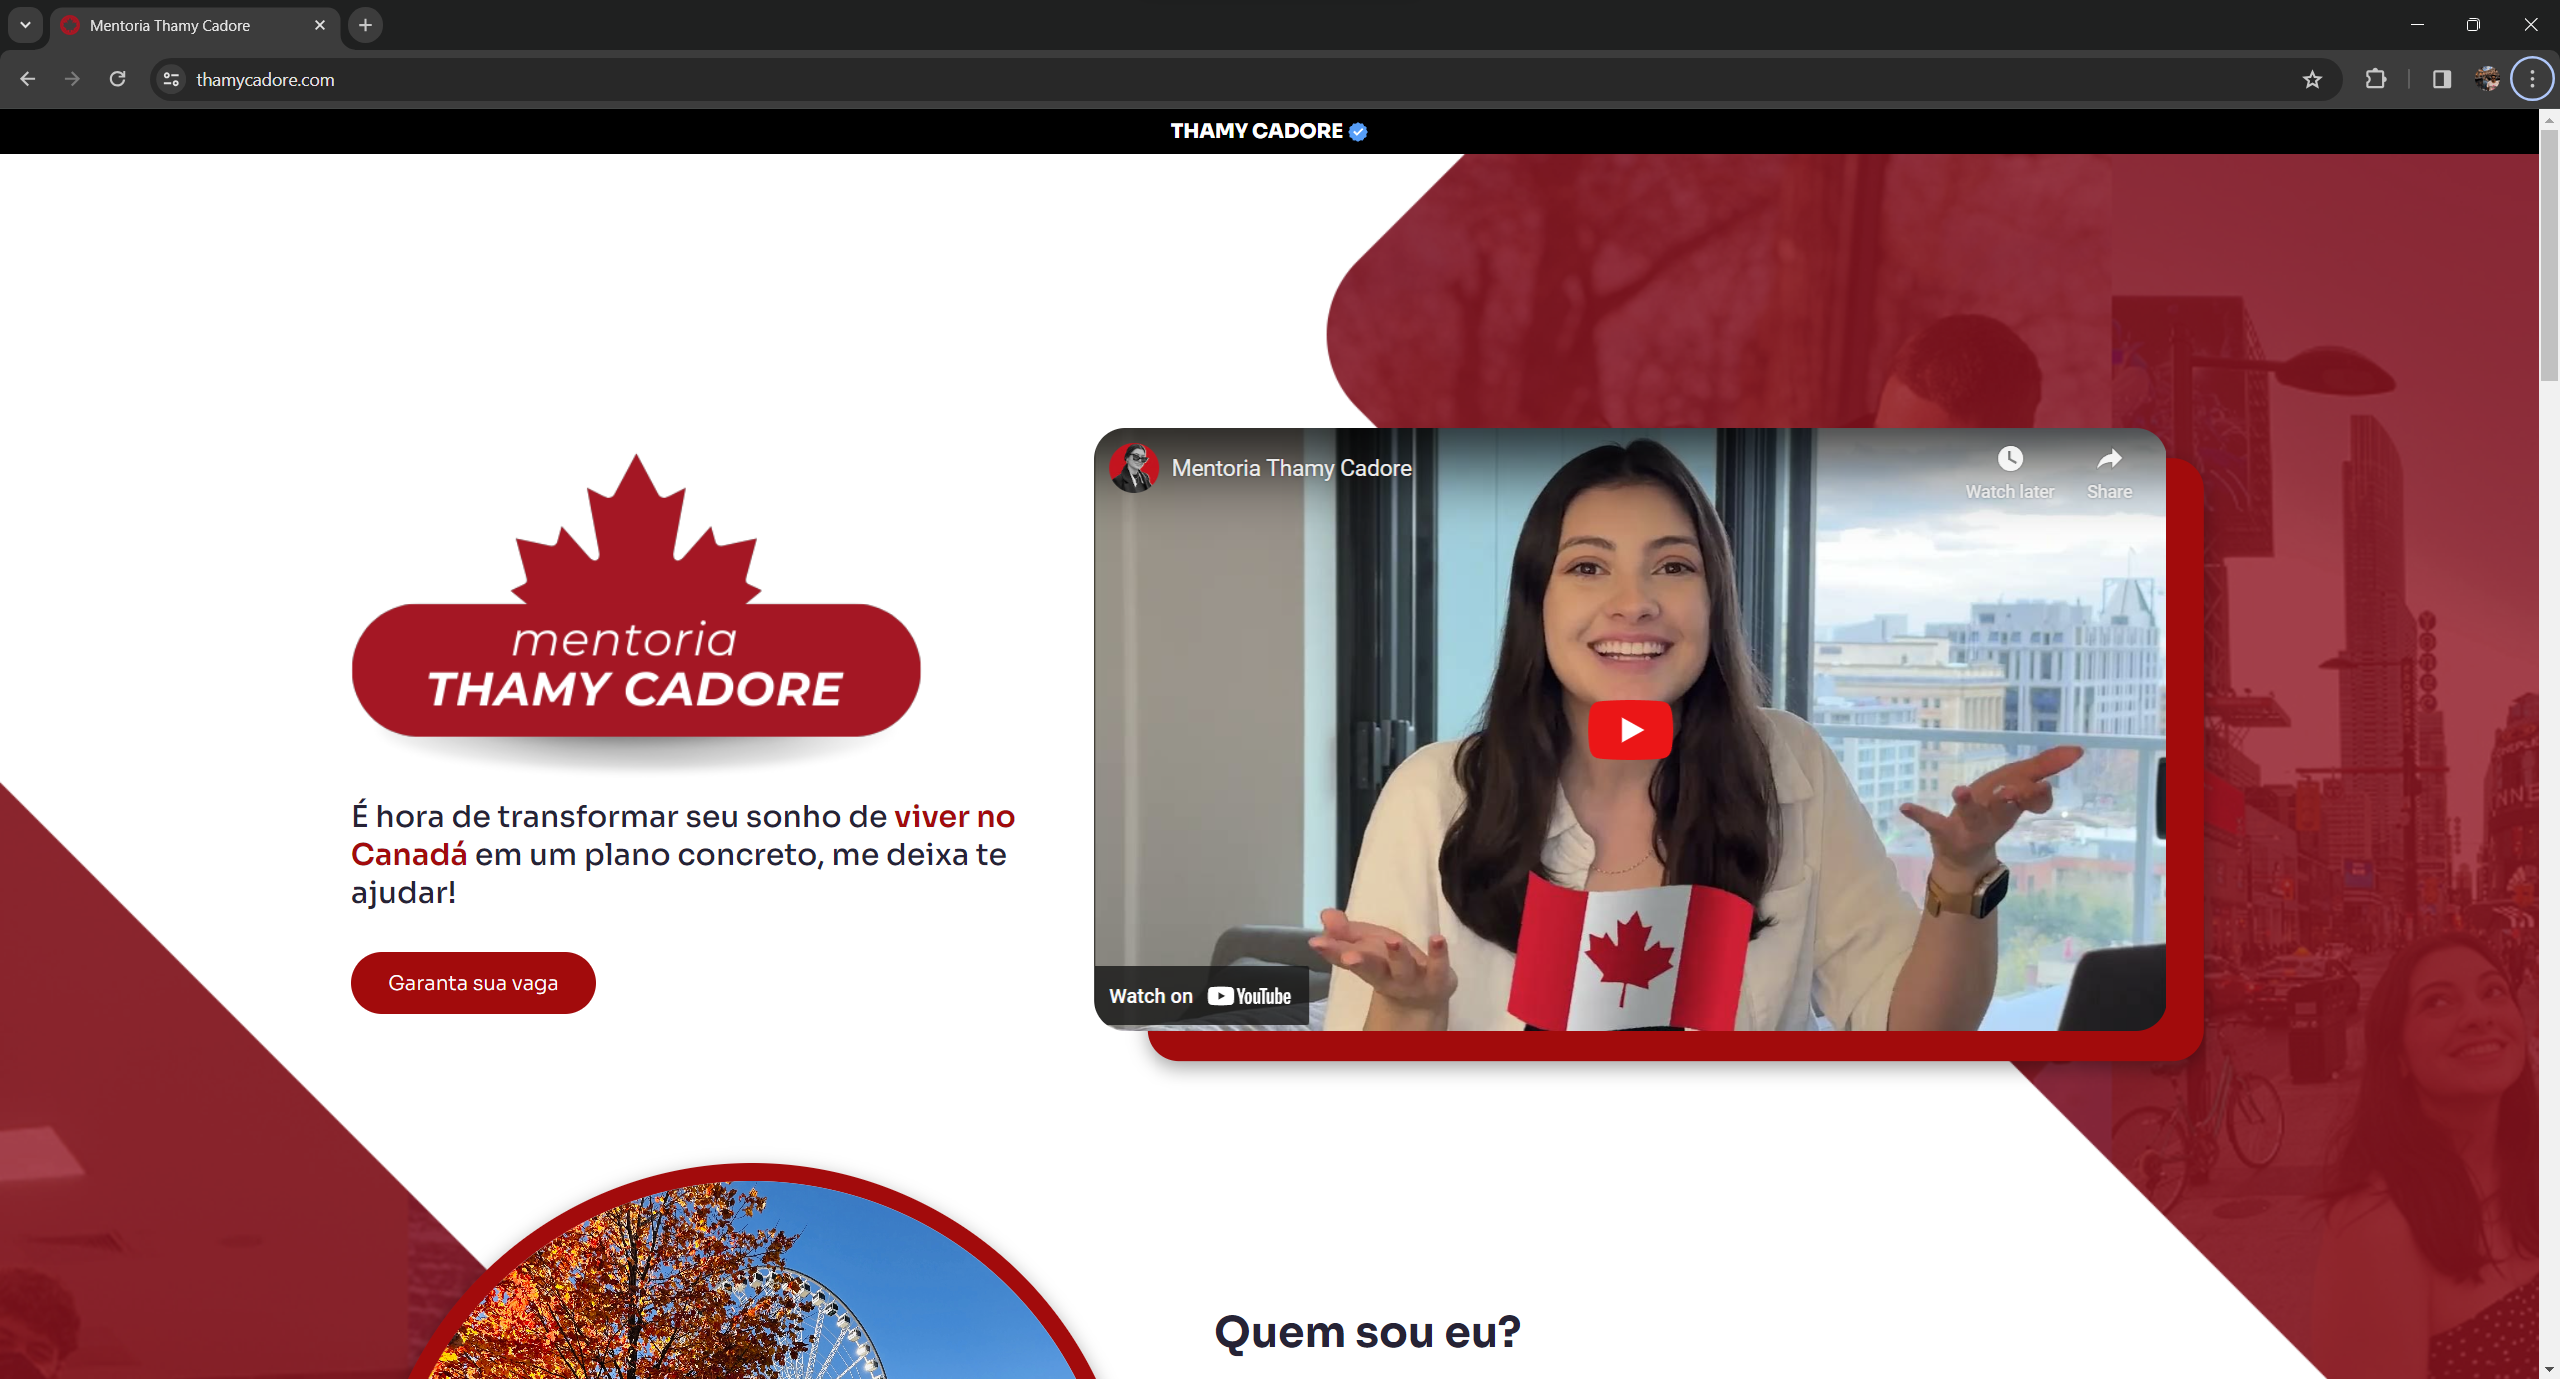 Mentoria Thamy Cadore
thamycadore.com
THAMY CADORE
Mentoria Thamy Cadore
Watch later
Share
mentoria
THAMY CADORE
É hora de transformar seu sonho de viver no
Canadá em um plano concreto, me deixa te
ajudar!
Garanta sua vaga
Watch on YouTube
Quem sou eu?